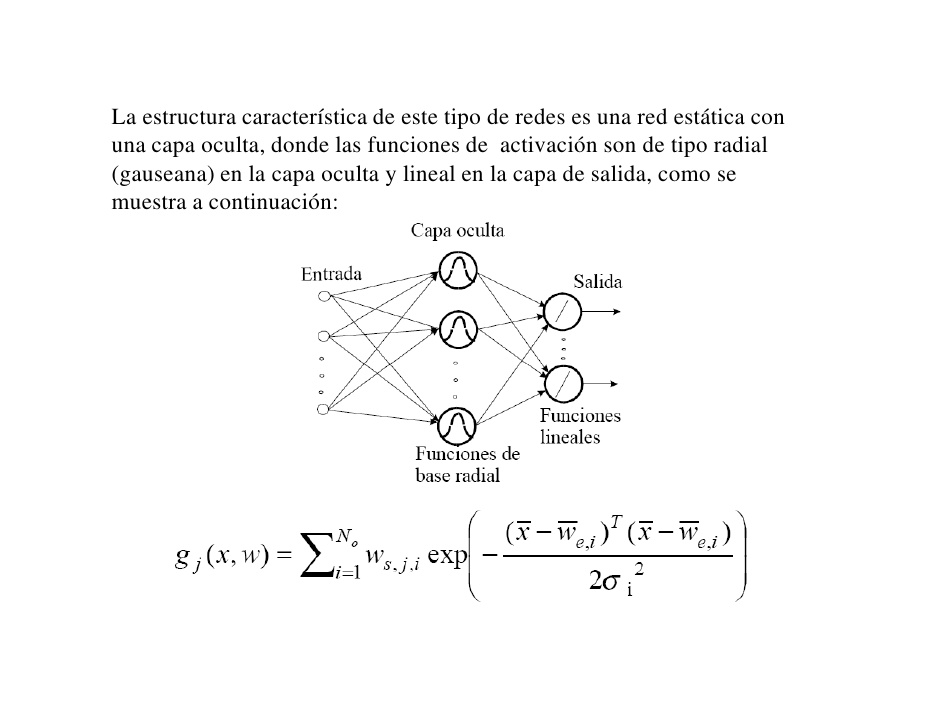 La estructura característica de este tipo de redes es una red estática con
una capa oculta, donde las funciones de  activación son de tipo radial
(gauseana) en la capa oculta y lineal en la capa de salida, como se
muestra a continuación:
Capa oculta
Entrada
Salida
Funciones
lineales
Funciones de
base radial
g_j(x, w) = ∑_{i=1}^{N_o} w_{s,j,i} exp( − (x̅ − w̅_{e,i})^T (x̅ − w̅_{e,i}) / 2σ_i^2 )